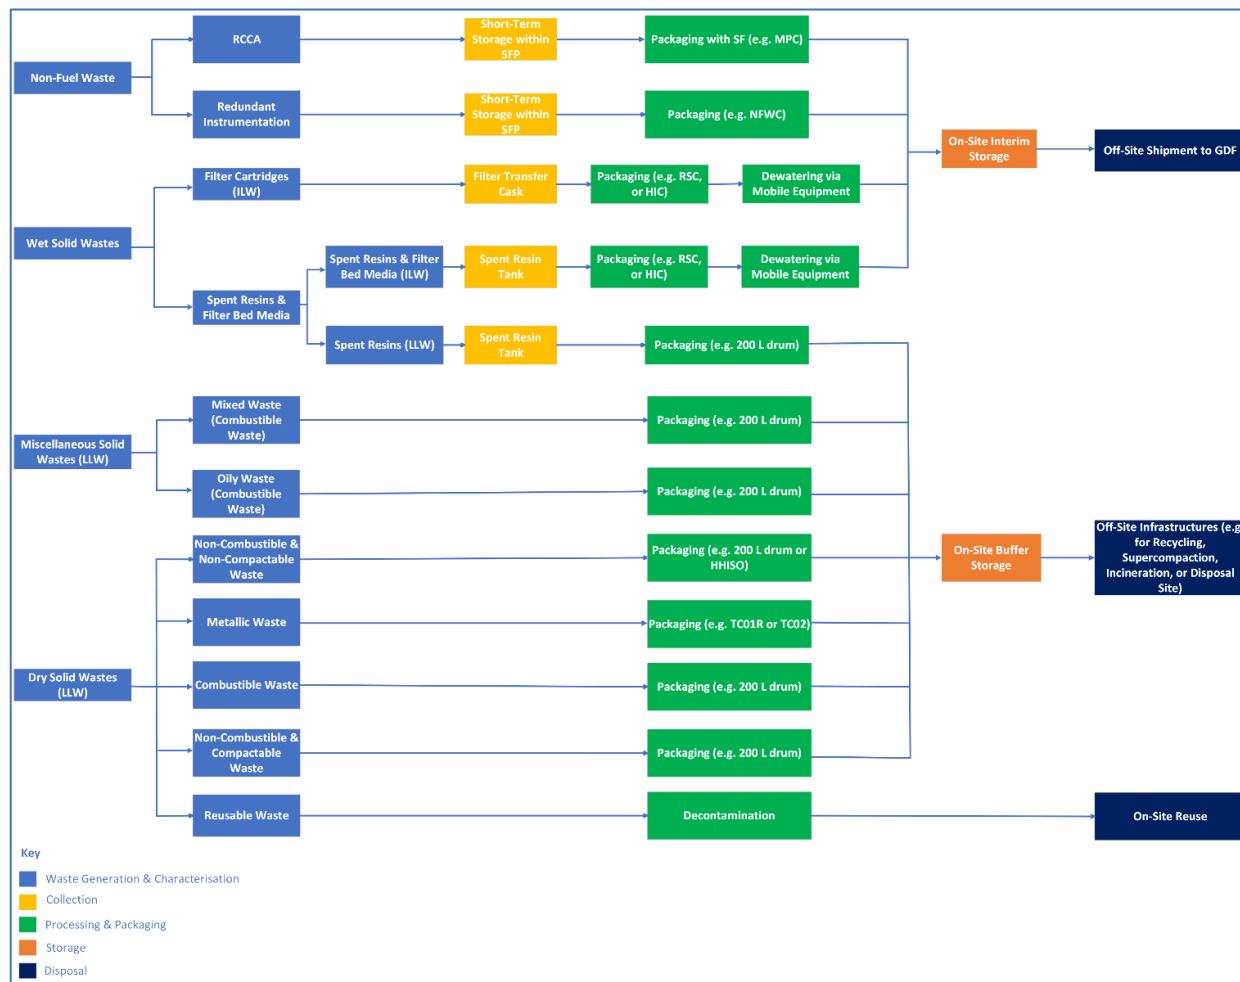 RCCA
Short-Term
Storage within
SFP
Packaging with SF (e.g. MPC)
Non-Fuel Waste
Redundant
Instrumentation
Short-Term
Storage within
SFP
Packaging (e.g. NFWC)
On-Site Interim
Storage
Off-Site Shipment to GDF
Filter Cartridges
(ILW)
Filter Transfer
Cask
Packaging (e.g. RSC,
or HIC)
Dewatering via
Mobile Equipment
Wet Solid Wastes
Spent Resins & Filter
Bed Media (ILW)
Spent Resin
Tank
Packaging (e.g. RSC,
or HIC)
Dewatering via
Mobile Equipment
Spent Resins &
Filter Bed Media
Spent Resins (LLW)
Spent Resin
Tank
Packaging (e.g. 200 L drum)
Mixed Waste
(Combustible
Waste)
Packaging (e.g. 200 L drum)
Miscellaneous Solid
Wastes (LLW)
Oily Waste
(Combustible
Waste)
Packaging (e.g. 200 L drum)
Non-Combustible &
Non-Compactable
Waste
Packaging (e.g. 200 L drum or
HHISO)
On-Site Buffer
Storage
Off-Site Infrastructures (e.g
for Recycling,
Supercompaction,
Incineration, or Disposal
Site)
Metallic Waste
Packaging (e.g. TC01R or TC02)
Dry Solid Wastes
(LLW)
Combustible Waste
Packaging (e.g. 200 L drum)
Non-Combustible &
Compactable
Waste
Packaging (e.g. 200 L drum)
Reusable Waste
Decontamination
On-Site Reuse
Key
Waste Generation & Characterisation
Collection
Processing & Packaging
Storage
Disposal